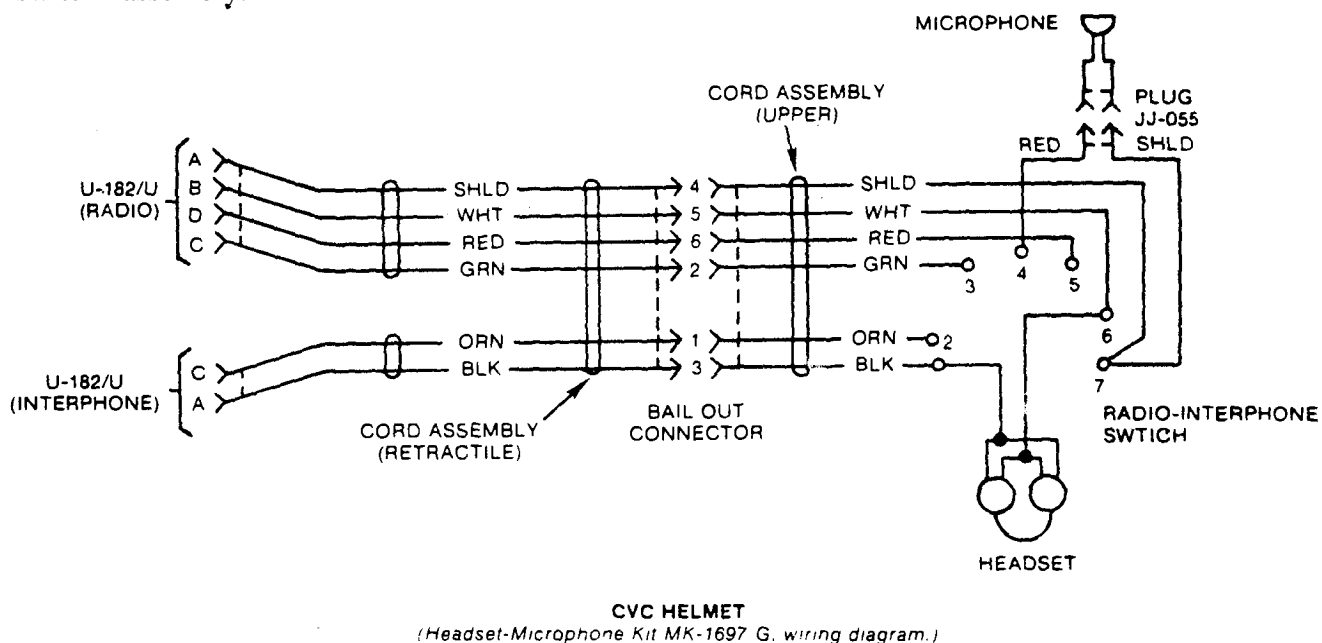 MICROPHONE
CORD ASSEMBLY
(UPPER)
PLUG
JJ-055
RED SHLD
U-182/U
(RADIO)
A SHLD 4 SHLD
B WHT 5 WHT
D RED 6 RED
C GRN 2 GRN 3 4 5
6
ORN 1 ORN 2
U-182/U
(INTERPHONE)
C
A
BLK 3 BLK 7
CORD ASSEMBLY
(RETRACTILE)
BAIL OUT
CONNECTOR
RADIO-INTERPHONE
SWTICH
HEADSET
CVC HELMET
(Headset-Microphone Kit MK-1697 G, wiring diagram.)